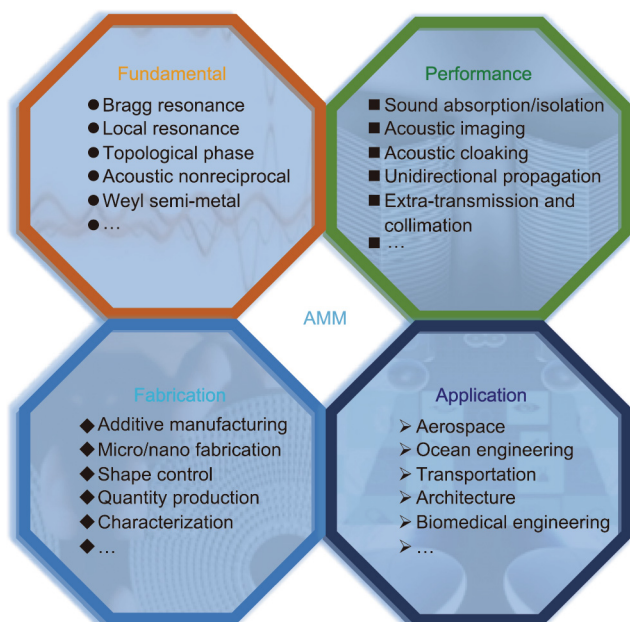 Fundamental
● Bragg resonance
● Local resonance
● Topological phase
● Acoustic nonreciprocal
● Weyl semi-metal
● …
Performance
■ Sound absorption/isolation
■ Acoustic imaging
■ Acoustic cloaking
■ Unidirectional propagation
■ Extra-transmission and
collimation
■ …
AMM
Fabrication
◆ Additive manufacturing
◆ Micro/nano fabrication
◆ Shape control
◆ Quantity production
◆ Characterization
◆ …
Application
➢ Aerospace
➢ Ocean engineering
➢ Transportation
➢ Architecture
➢ Biomedical engineering
➢ …